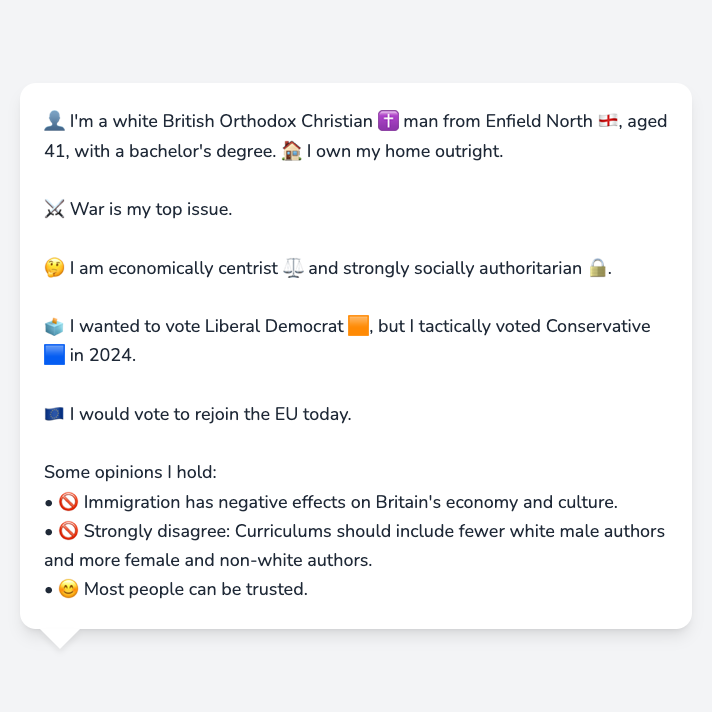 👤 I'm a white British Orthodox Christian ✝️ man from Enfield North 🏴󠁧󠁢󠁥󠁮󠁧󠁿, aged
41, with a bachelor's degree. 🏠 I own my home outright.
⚔️ War is my top issue.
🤔 I am economically centrist ⚖️ and strongly socially authoritarian 🔒.
🗳️ I wanted to vote Liberal Democrat 🟧, but I tactically voted Conservative
🟦 in 2024.
🇪🇺 I would vote to rejoin the EU today.
Some opinions I hold:
• 🚫 Immigration has negative effects on Britain's economy and culture.
• 🚫 Strongly disagree: Curriculums should include fewer white male authors
and more female and non-white authors.
• 😊 Most people can be trusted.